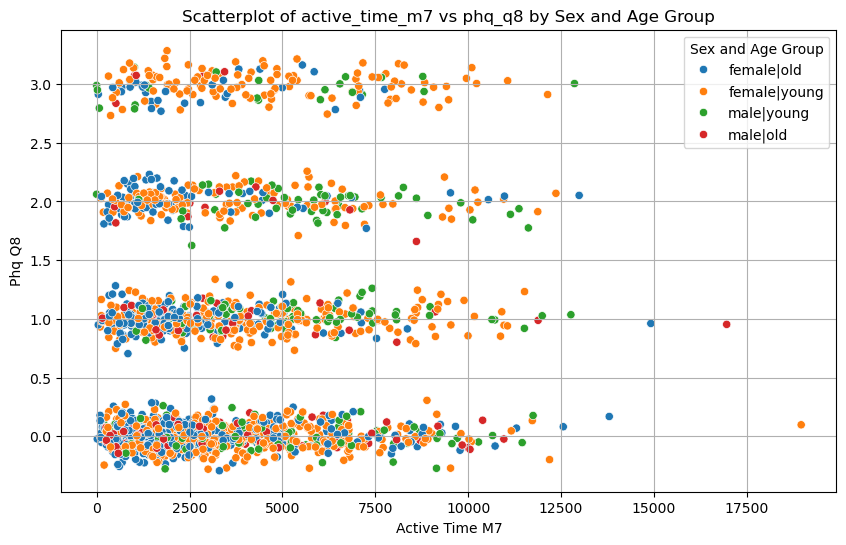 Scatterplot of active_time_m7 vs phq_q8 by Sex and Age Group
Sex and Age Group
female|old
female|young
male|young
male|old
3.0
2.5
2.0
1.5
1.0
0.5
0.0
Phq Q8
0 2500 5000 7500 10000 12500 15000 17500
Active Time M7